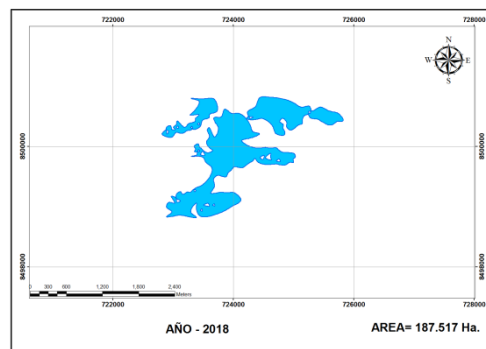 722000 724000 726000 728000
N
W E
S
8500000 8500000
8498000 8498000
0 300 600 1,200 1,800 2,400
Meters
722000 724000 726000 728000
AÑO - 2018 AREA= 187.517 Ha.